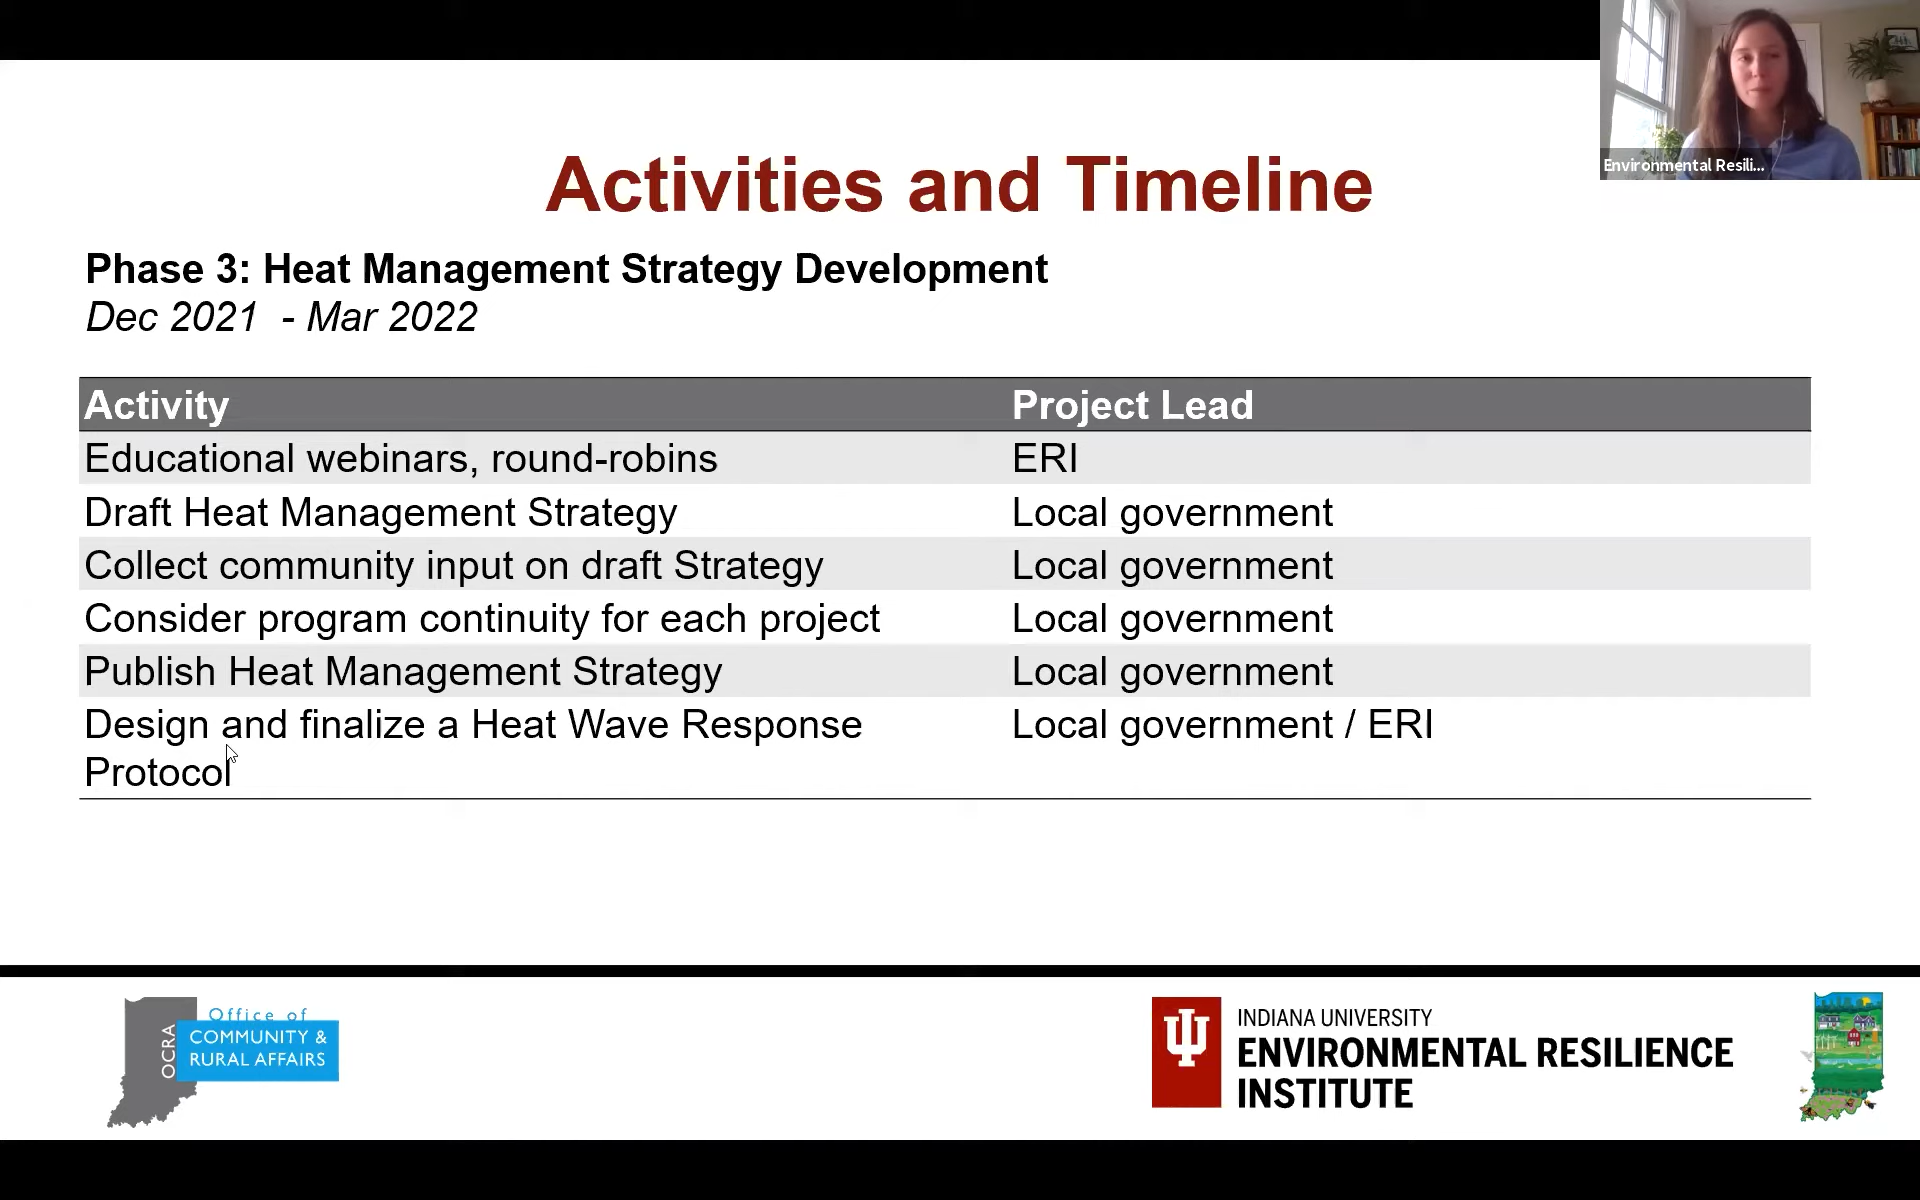 Environmental Resili...
Activities and Timeline
Phase 3: Heat Management Strategy Development
Dec 2021 - Mar 2022
Activity Project Lead
Educational webinars, round-robins ERI
Draft Heat Management Strategy Local government
Collect community input on draft Strategy Local government
Consider program continuity for each project Local government
Publish Heat Management Strategy Local government
Design and finalize a Heat Wave Response Local government / ERI
Protocol
OCRA
Office of
COMMUNITY &
RURAL AFFAIRS
INDIANA UNIVERSITY
ENVIRONMENTAL RESILIENCE
INSTITUTE